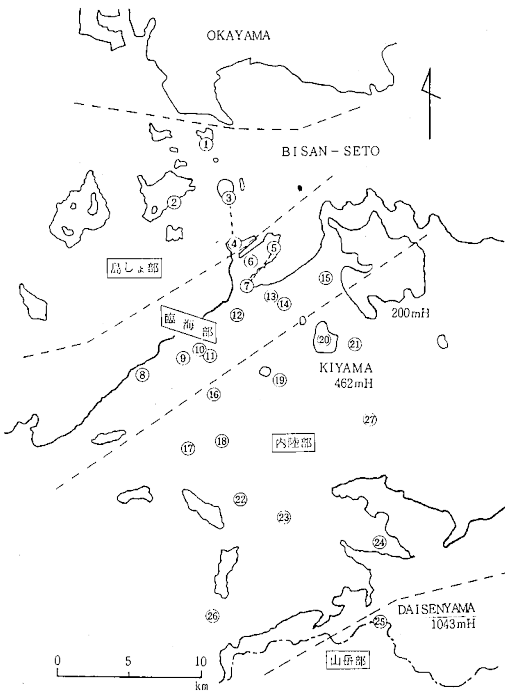 OKAYAMA
BISAN-SETO
①
②
③
④
⑤
⑥
島しょ部
⑦
⑬
⑭
⑮
⑫
200mH
臨海部
⑩
⑪
⑨
⑳
㉑
KIYAMA
462mH
⑧
⑲
⑯
㉗
⑰
⑱
内陸部
㉒
㉓
㉔
DAISENYAMA
1043mH
㉖
㉕
山岳部
0 5 10
km